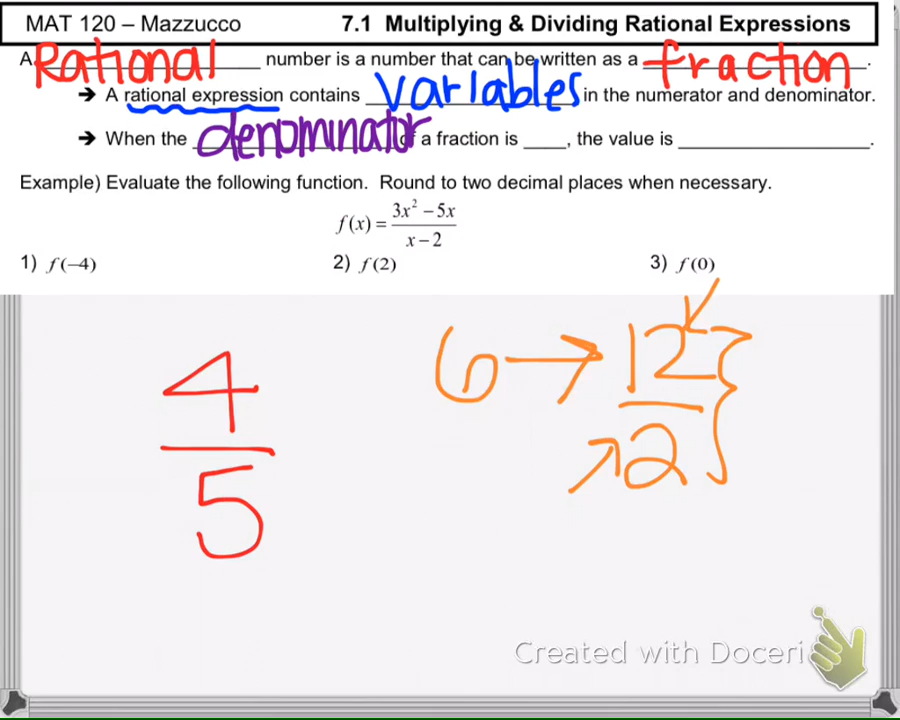 MAT 120 – Mazzucco 7.1 Multiplying & Dividing Rational Expressions
A Rational number is a number that can be written as a fraction.
➔ A rational expression contains variables in the numerator and denominator.
➔ When the denominator of a fraction is ____, the value is ____________________.
Example) Evaluate the following function. Round to two decimal places when necessary.
f(x) = (3x² − 5x)/(x − 2)
1) f(−4) 2) f(2) 3) f(0)
4/5 6 → 12/2
Created with Doceri